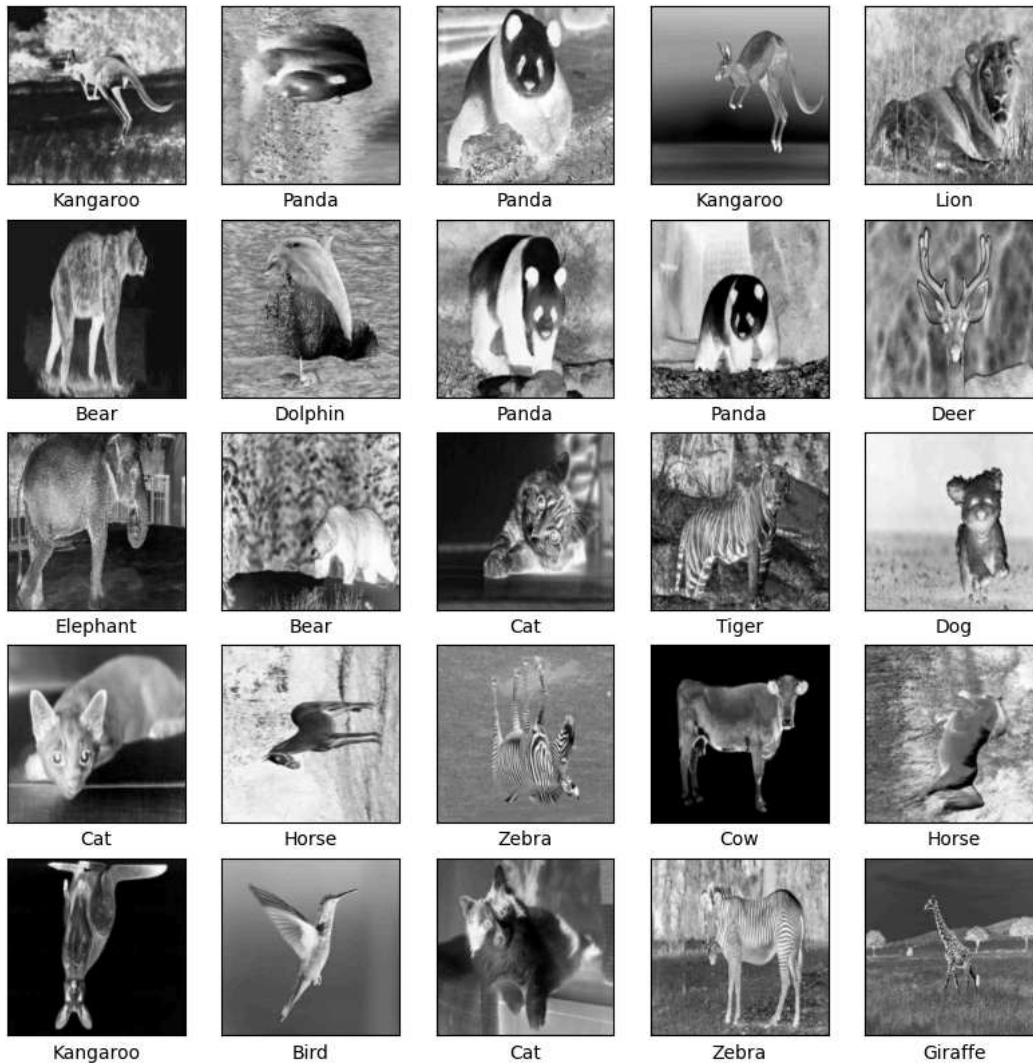 Kangaroo Panda Panda Kangaroo Lion
Bear Dolphin Panda Panda Deer
Elephant Bear Cat Tiger Dog
Cat Horse Zebra Cow Horse
Kangaroo Bird Cat Zebra Giraffe